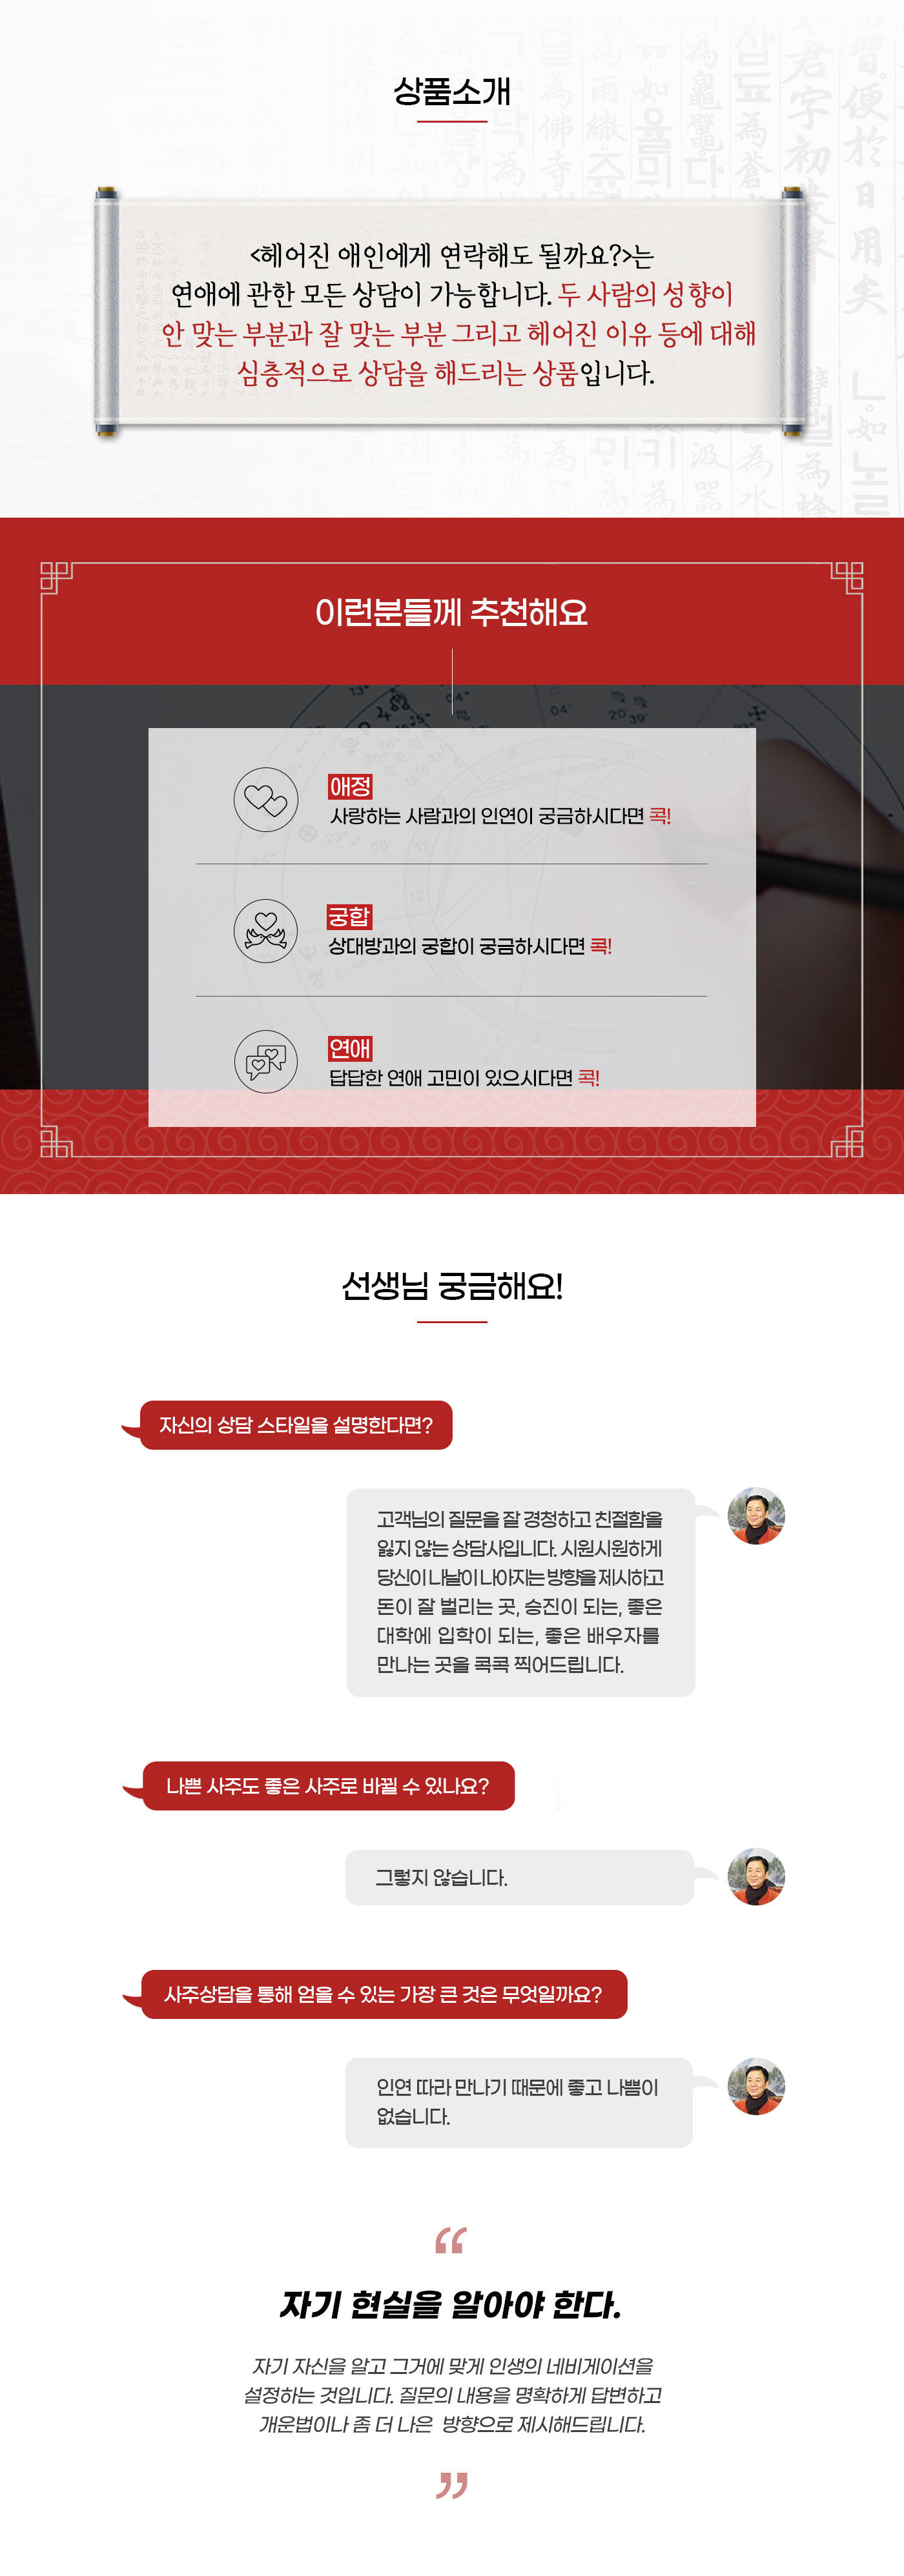 상품소개
<헤어진 애인에게 연락해도 될까요?>는
연애에 관한 모든 상담이 가능합니다. 두 사람의 성향이
안 맞는 부분과 잘 맞는 부분 그리고 헤어진 이유 등에 대해
심층적으로 상담을 해드리는 상품입니다.
이런분들께 추천해요
애정
사랑하는 사람과의 인연이 궁금하시다면 콕!
궁합
상대방과의 궁합이 궁금하시다면 콕!
연애
답답한 연애 고민이 있으시다면 콕!
선생님 궁금해요!
자신의 상담 스타일을 설명한다면?
고객님의 질문을 잘 경청하고 친절함을
잃지 않는 상담사입니다. 시원시원하게
당신이 나날이 나아지는 방향을 제시하고
돈이 잘 벌리는 곳, 승진이 되는, 좋은
대학에 입학이 되는, 좋은 배우자를
만나는 곳을 콕콕 찍어드립니다.
나쁜 사주도 좋은 사주로 바뀔 수 있나요?
그렇지 않습니다.
사주상담을 통해 얻을 수 있는 가장 큰 것은 무엇일까요?
인연 따라 만나기 때문에 좋고 나쁨이
없습니다.
“
자기 현실을 알아야 한다.
자기 자신을 알고 그거에 맞게 인생의 네비게이션을
설정하는 것입니다. 질문의 내용을 명확하게 답변하고
개운법이나 좀 더 나은 방향으로 제시해드립니다.
”